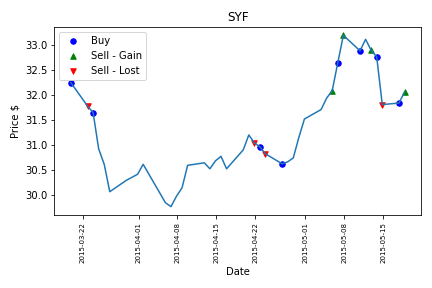 SYF
Buy
Sell - Gain
Sell - Lost
Price $
33.0
32.5
32.0
31.5
31.0
30.5
30.0
2015-03-22
2015-04-01
2015-04-08
2015-04-15
2015-04-22
2015-05-01
2015-05-08
2015-05-15
Date